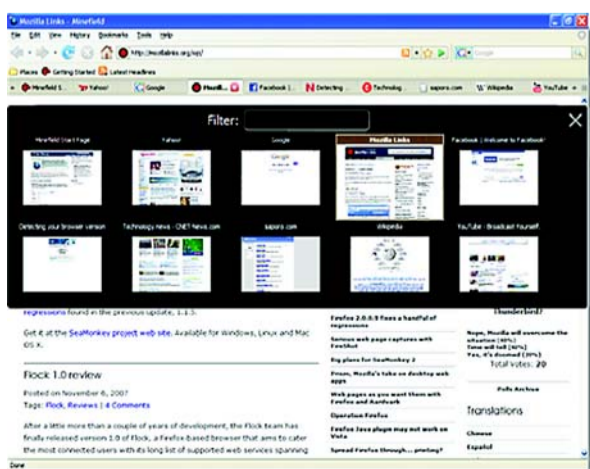 Mozilla Links - Minefield
File Edit View History Bookmarks Tools Help
http://mozillalinks.org/wp/
Google
Places Getting Started Latest Headlines
Minefield S... Yahoo! Google Mozill... Facebook |... Detecting ... Technolog... sapons.com Wikipedia YouTube
Filter:
Minefield Start Page Yahoo! Google Mozilla Links Facebook | Welcome to Facebook!
Google
Detecting your browser version Technology news - CNET News.com sapons.com Wikipedia YouTube - Broadcast Yourself.
regressions found in the previous update, 1.1.5.
Get it at the SeaMonkey project web site. Available for Windows, Linux and Mac
OS X.
Flock 1.0 review
Posted on November 6, 2007
Tags: Flock, Reviews | 4 Comments
After a little more than a couple of years of development, the Flock team has
finally released version 1.0 of Flock, a Firefox-based browser that aims to cater
the most connected users with its long list of supported web services spanning
Firefox 2.0.0.9 fixes a handful of
regressions
Serious web page captures with
FireShot
Big plans for SeaMonkey 2
Prism, Mozilla's take on desktop web
apps
Web pages as you want them with
Firefox and Aardvark
Operation Firefox
Firefox Java plugin may not work on
Vista
Spread Firefox through... printing?
Thunderbird?
Nope, Mozilla will overcome the
situation (40%)
Time will tell (40%)
Yes, it's doomed (20%)
Total Votes: 20
Polls Archive
Translations
Chinese
Español
Done